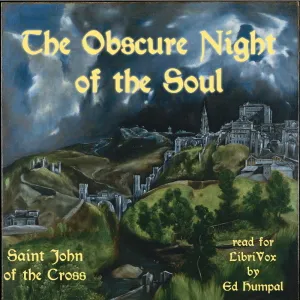 The Obscure Night
of the Soul
Saint John
of the Cross
read for
LibriVox
by
Ed Humpal